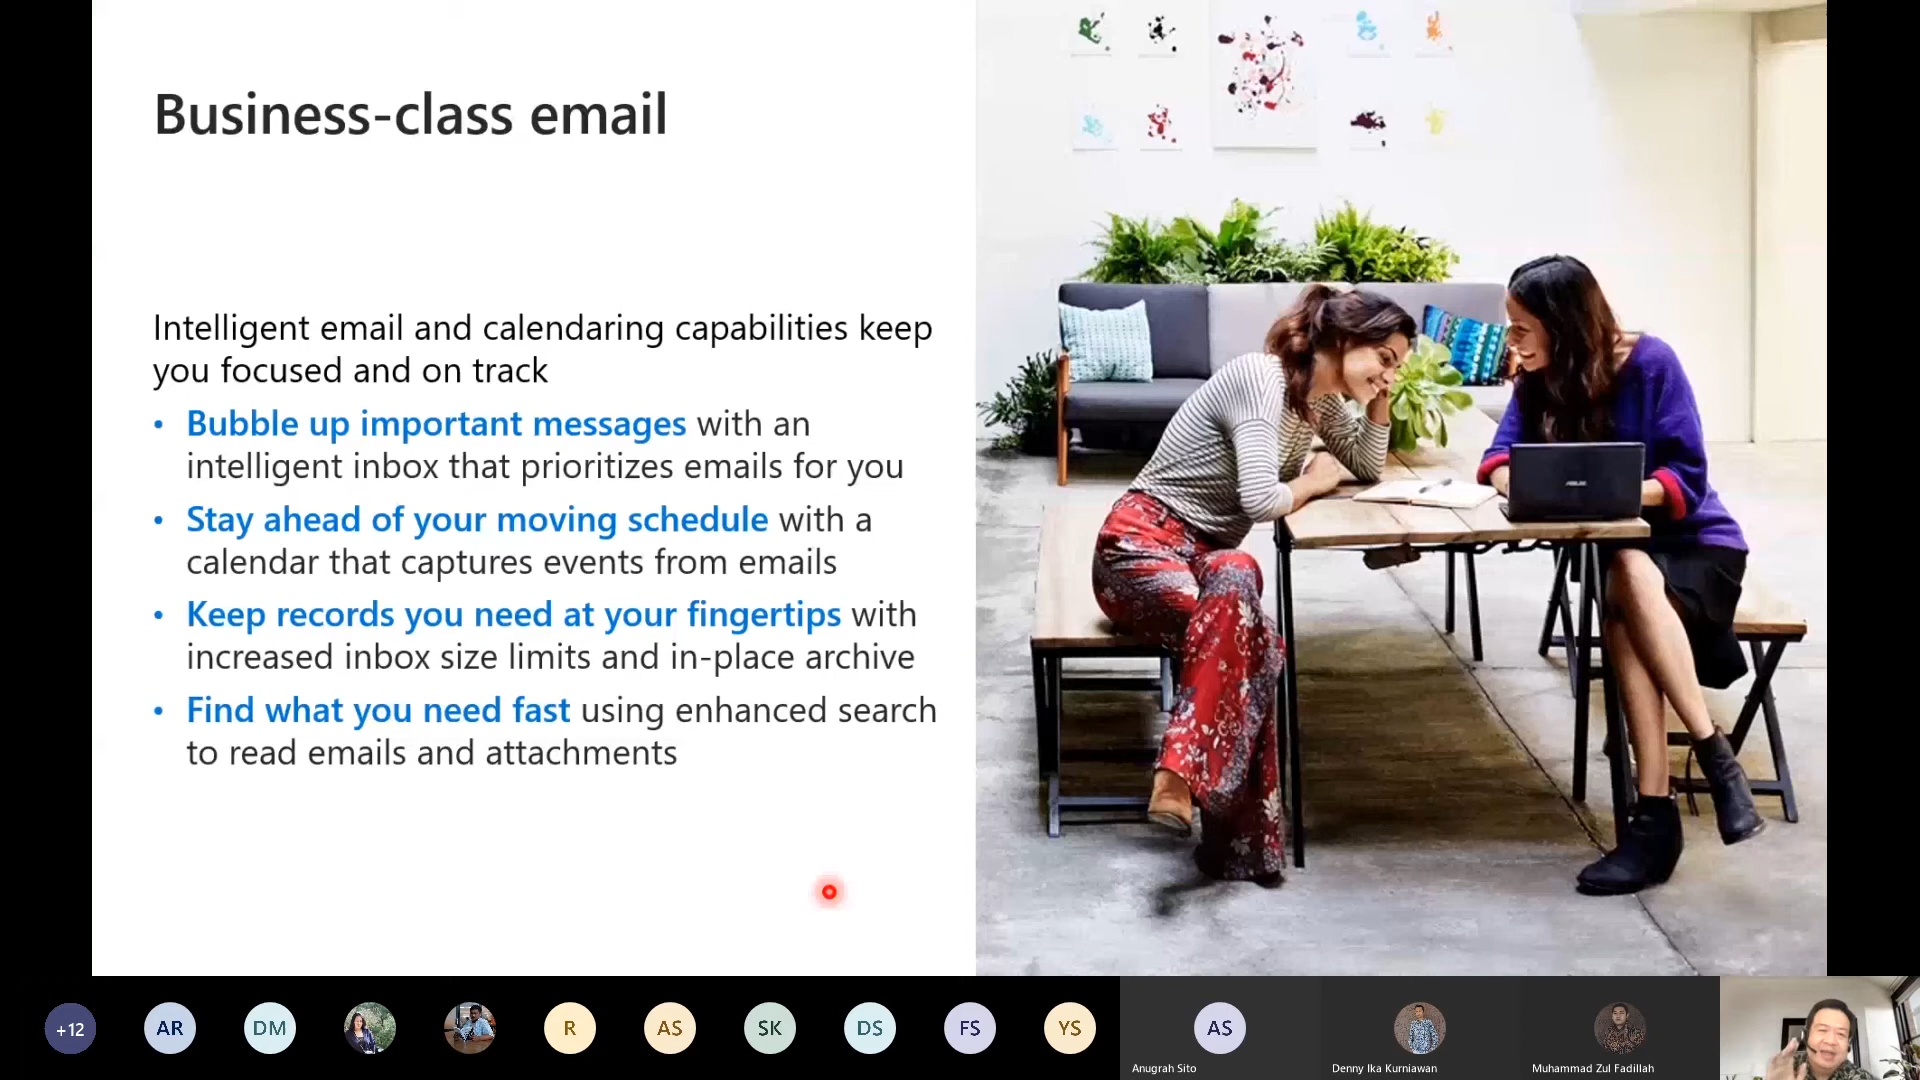 Business-class email
Intelligent email and calendaring capabilities keep
you focused and on track
• Bubble up important messages with an
intelligent inbox that prioritizes emails for you
• Stay ahead of your moving schedule with a
calendar that captures events from emails
• Keep records you need at your fingertips with
increased inbox size limits and in-place archive
• Find what you need fast using enhanced search
to read emails and attachments
ASUS
+12 AR DM R AS SK DS FS YS AS
Anugrah Sito Denny Ika Kurniawan Muhammad Zul Fadillah